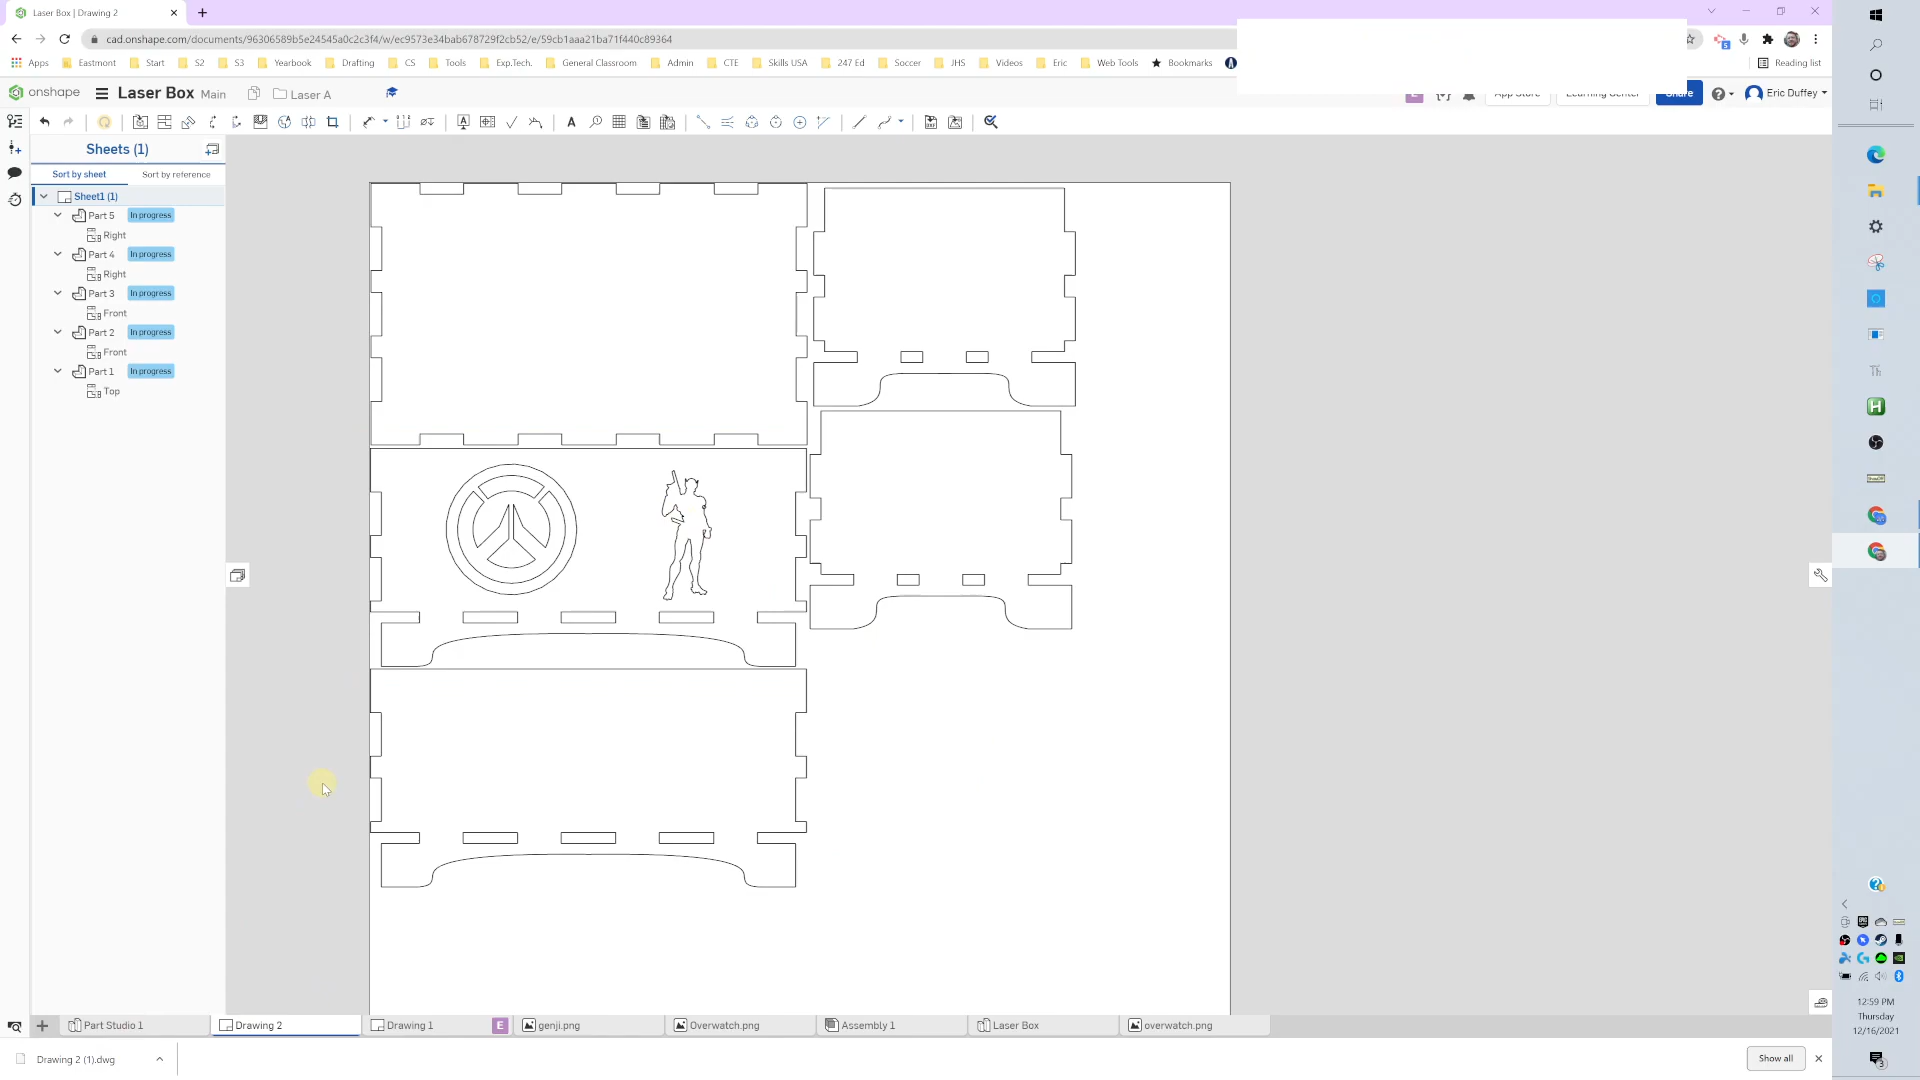 Laser Box | Drawing 2
cad.onshape.com/documents/96306589b5e24545a0c2c3f4/w/ec9573e34bab678729f2cb52/e/59cb1aaa21ba71f440c89364
Apps Eastmont Start S2 S3 Yearbook Drafting CS Tools Exp.Tech. General Classroom Admin CTE Skills USA 247 Ed Soccer JHS Videos Eric Web Tools Bookmarks Reading list
onshape Laser Box Main Laser A App Store Learning Center Share Eric Duffey
Sheets (1)
Sort by sheet Sort by reference
Sheet1 (1)
Part 5 In progress
Right
Part 4 In progress
Right
Part 3 In progress
Front
Part 2 In progress
Front
Part 1 In progress
Top
Part Studio 1 Drawing 2 Drawing 1 E genji.png Overwatch.png Assembly 1 Laser Box overwatch.png
Drawing 2 (1).dwg Show all
12:59 PM
Thursday
12/16/2021